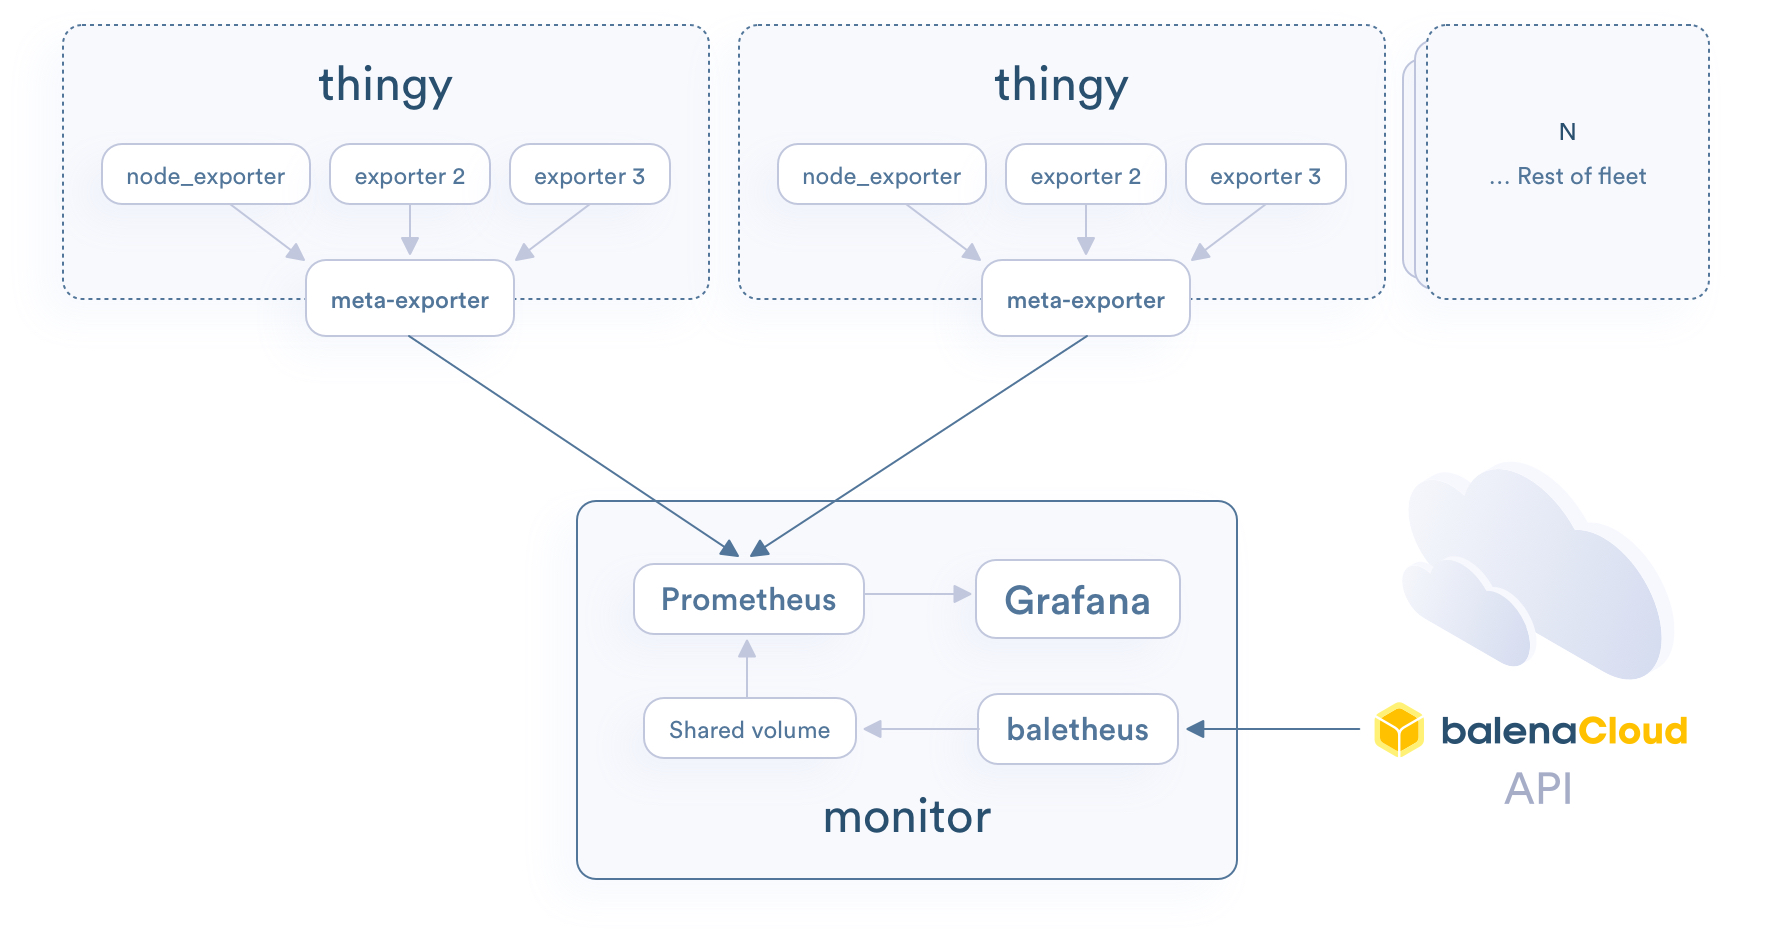 thingy
node_exporter
exporter 2
exporter 3
meta-exporter
thingy
node_exporter
exporter 2
exporter 3
meta-exporter
N
... Rest of fleet
Prometheus
Grafana
Shared volume
baletheus
monitor
balenaCloud
API